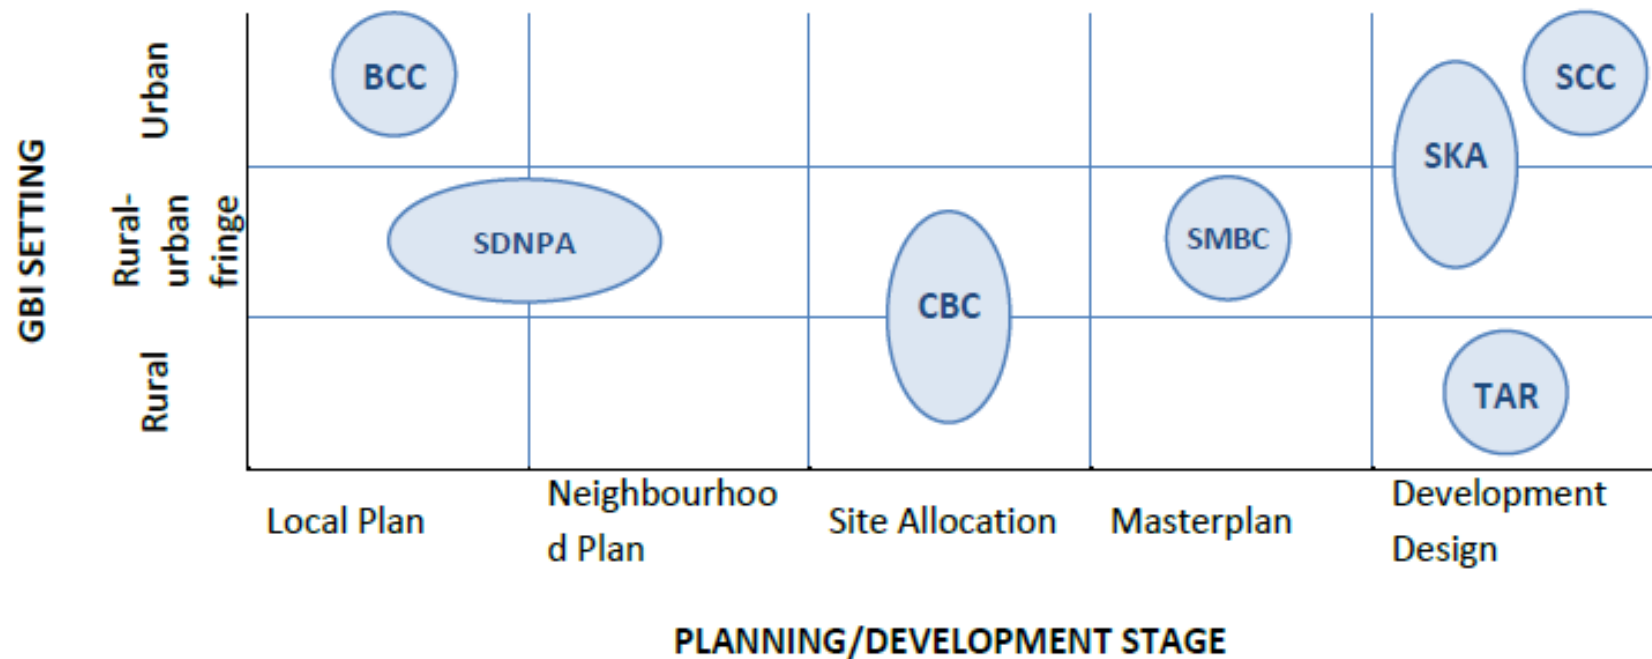 GBI SETTING
Urban
Rural-
urban
fringe
Rural
BCC
SCC
SKA
SDNPA
SMBC
CBC
TAR
Local Plan
Neighbourhoo
d Plan
Site Allocation
Masterplan
Development
Design
PLANNING/DEVELOPMENT STAGE